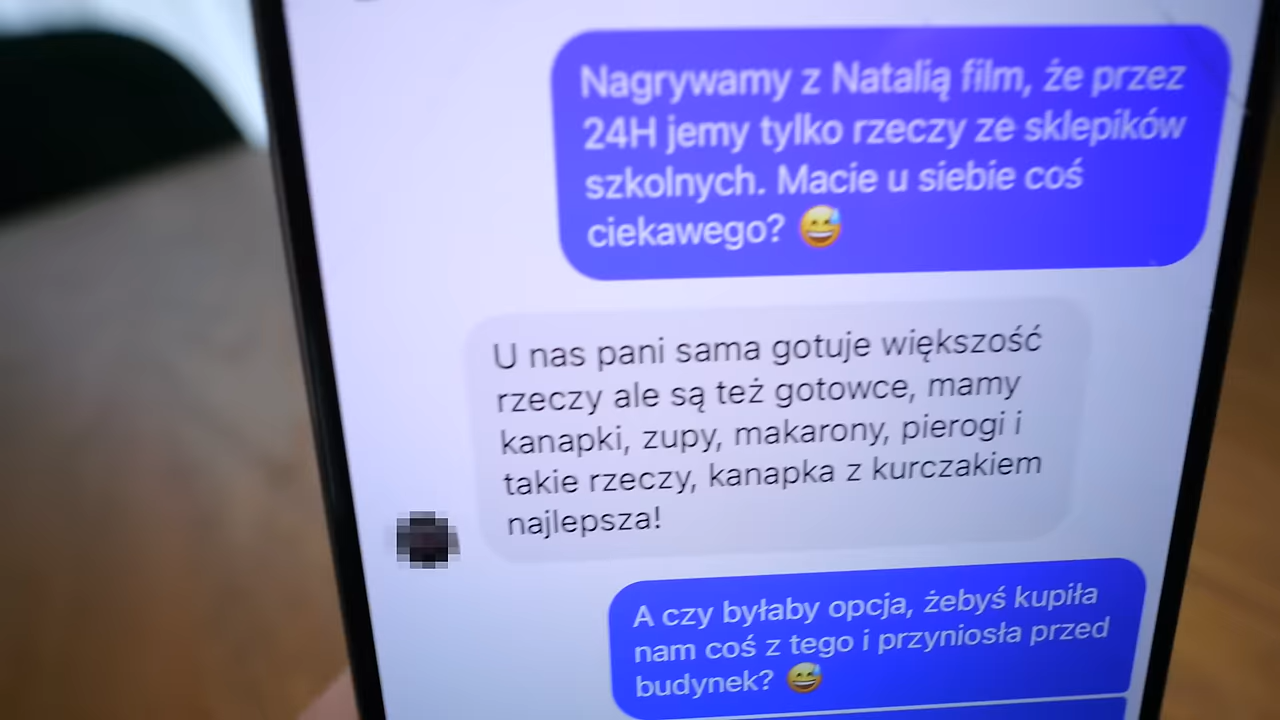 Nagrywamy z Natalią film, że przez
24H jemy tylko rzeczy ze sklepików
szkolnych. Macie u siebie coś
ciekawego? 😅
U nas pani sama gotuje większość
rzeczy ale są też gotowce, mamy
kanapki, zupy, makarony, pierogi i
takie rzeczy, kanapka z kurczakiem
najlepsza!
A czy byłaby opcja, żebyś kupiła
nam coś z tego i przyniosła przed
budynek? 😅